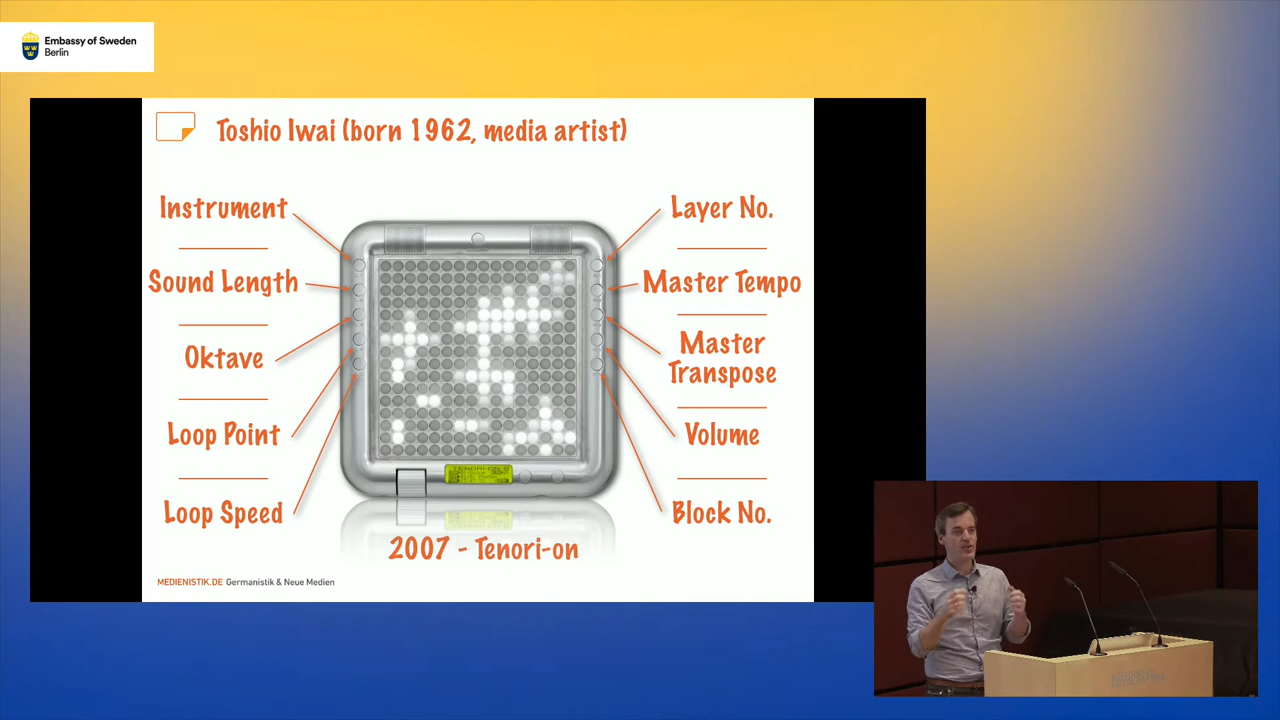 Embassy of Sweden
Berlin
Toshio Iwai (born 1962, media artist)
Instrument
Sound Length
Oktave
Loop Point
Loop Speed
Layer No.
Master Tempo
Master
Transpose
Volume
Block No.
2007 - Tenori-on
MEDIENISTIK.DE Germanistik & Neue Medien